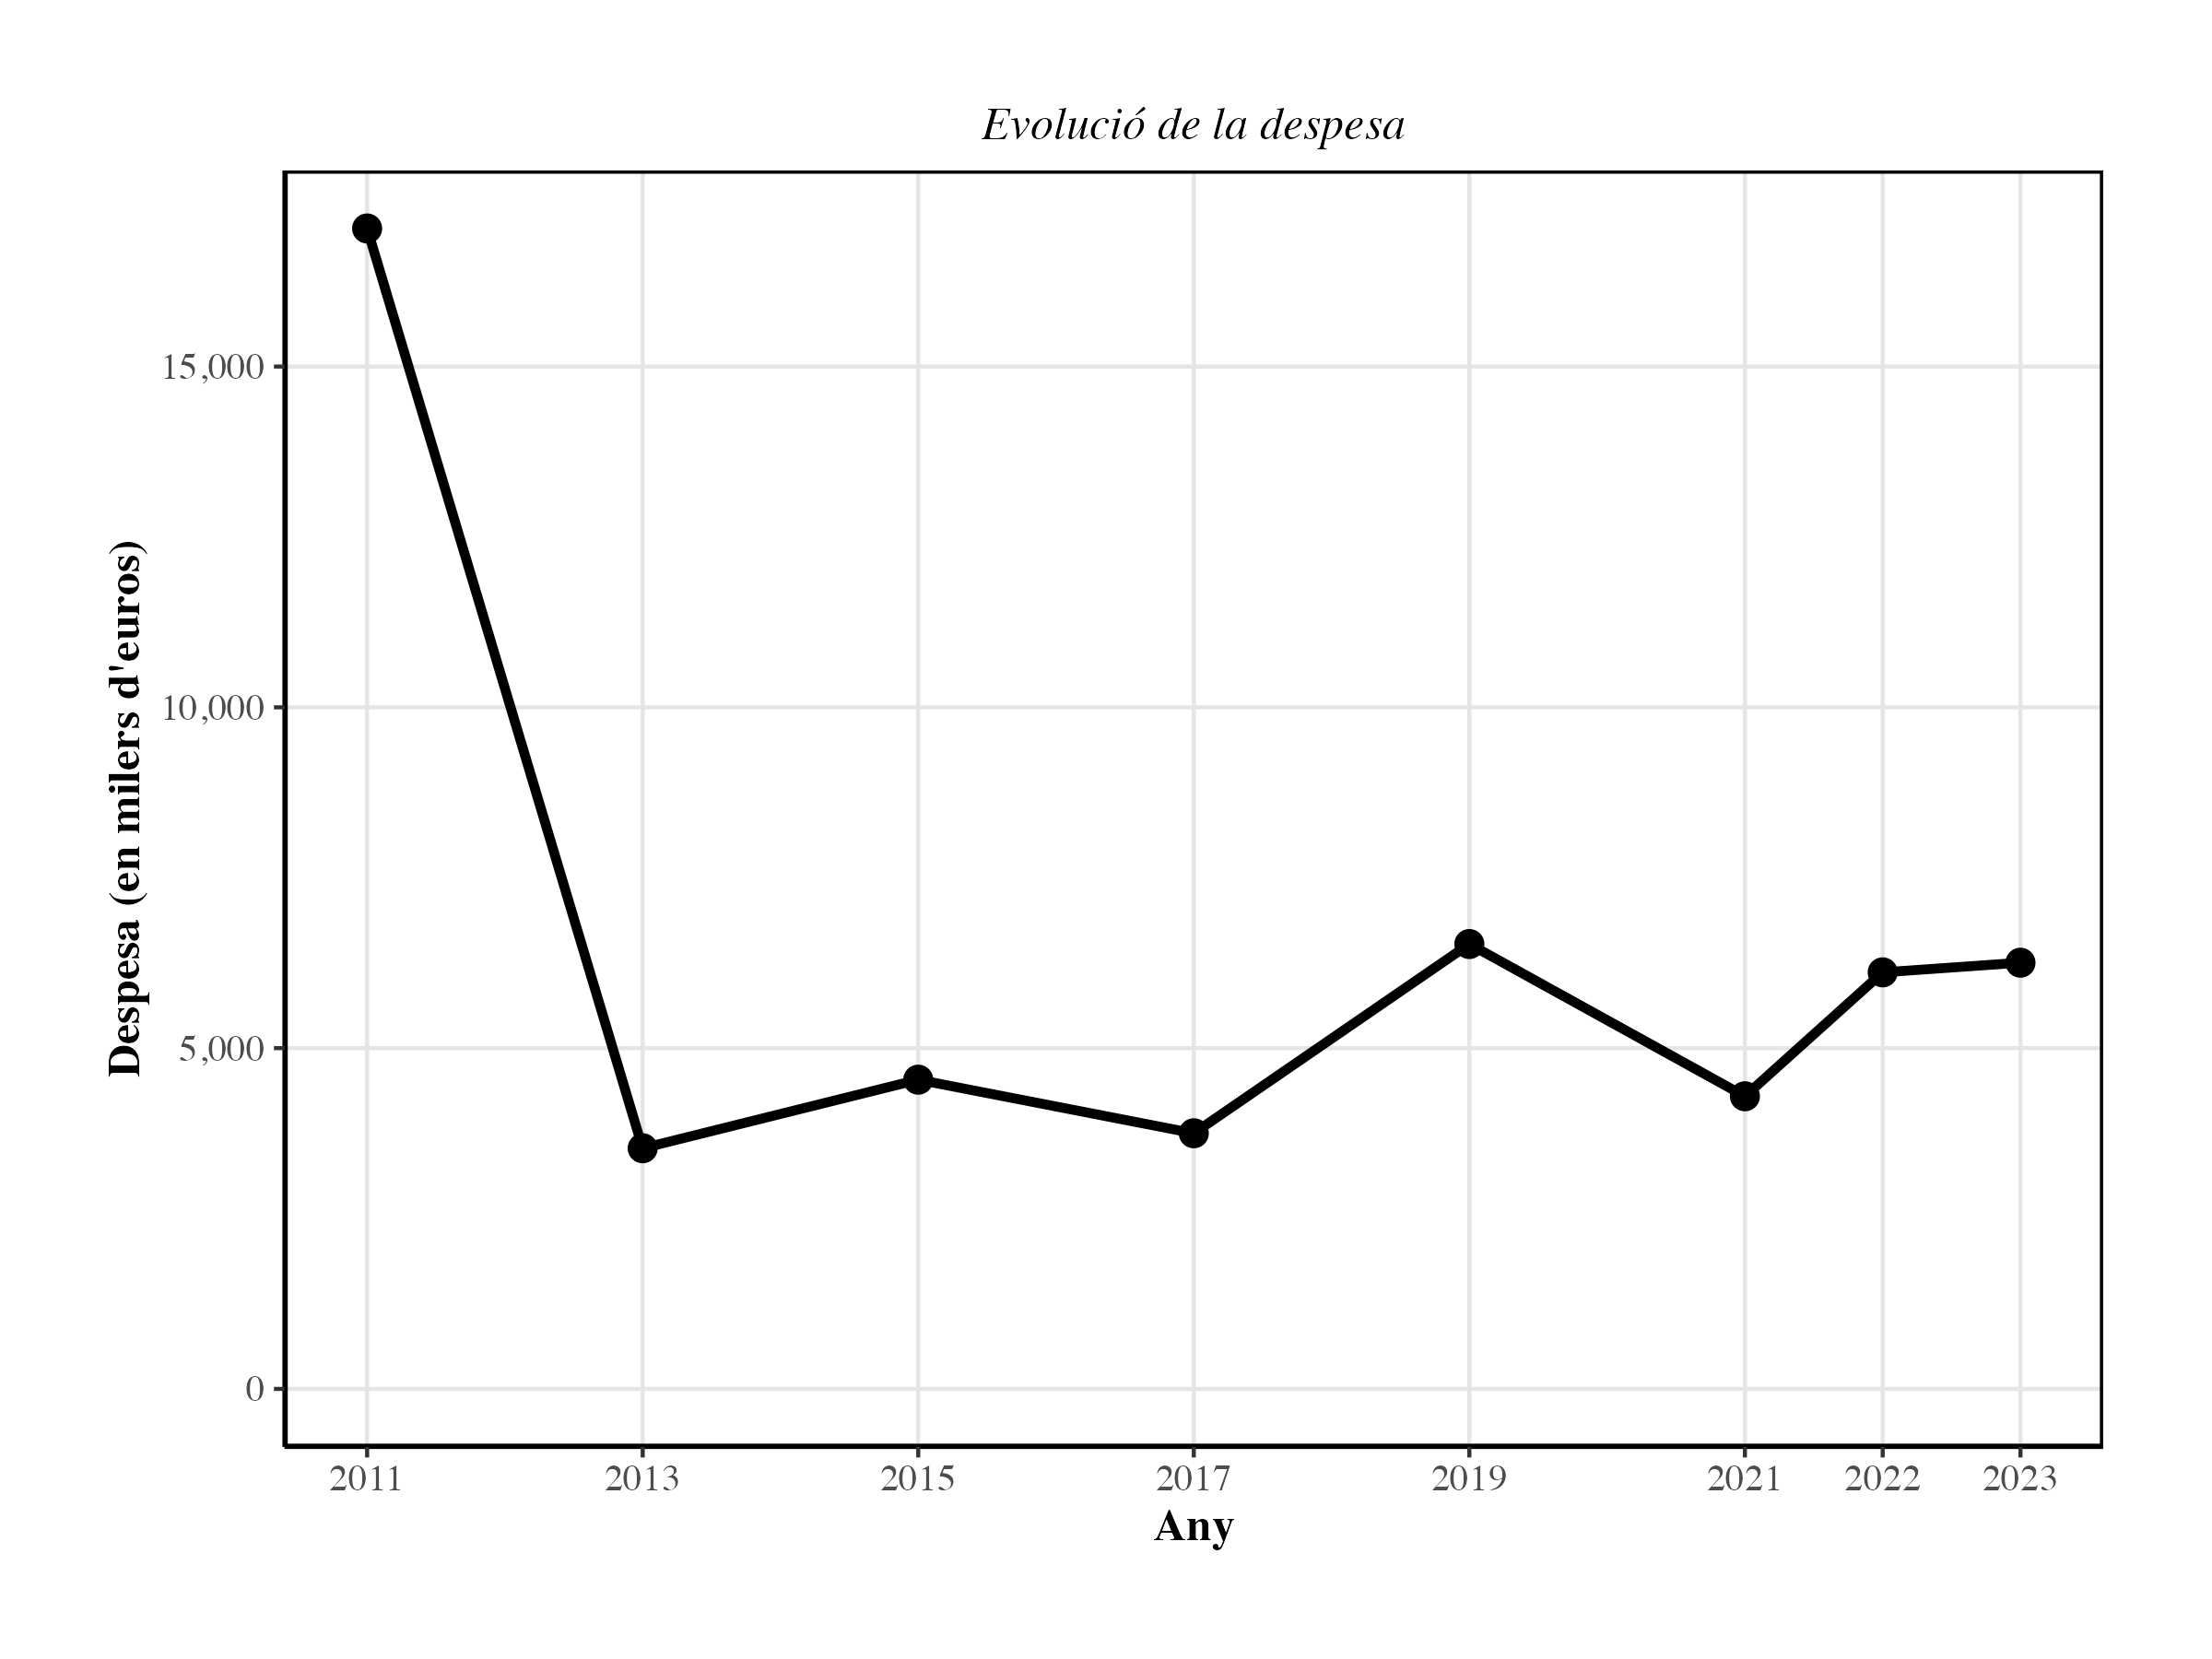 Evolució de la despesa
Despesa (en milers d'euros)
15,000
10,000
5,000
0
2011 2013 2015 2017 2019 2021 2022 2023
Any